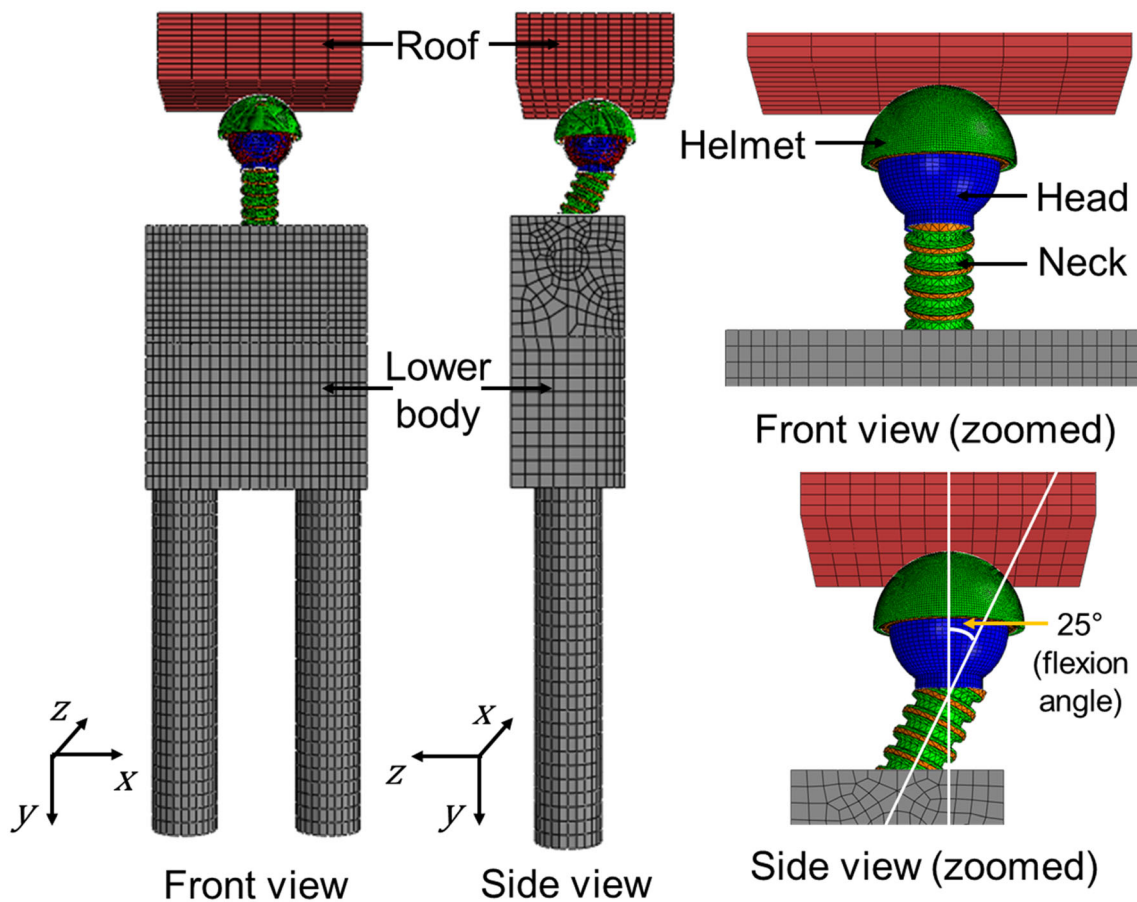 Roof
Lower
body
z
x
y
Front view
x
z
y
Side view
Helmet
Head
Neck
Front view (zoomed)
25°
(flexion
angle)
Side view (zoomed)